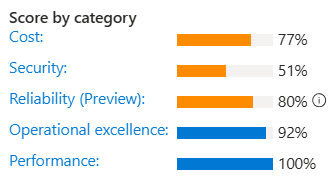 Score by category
Cost: 77%
Security: 51%
Reliability (Preview): 80%
Operational excellence: 92%
Performance: 100%